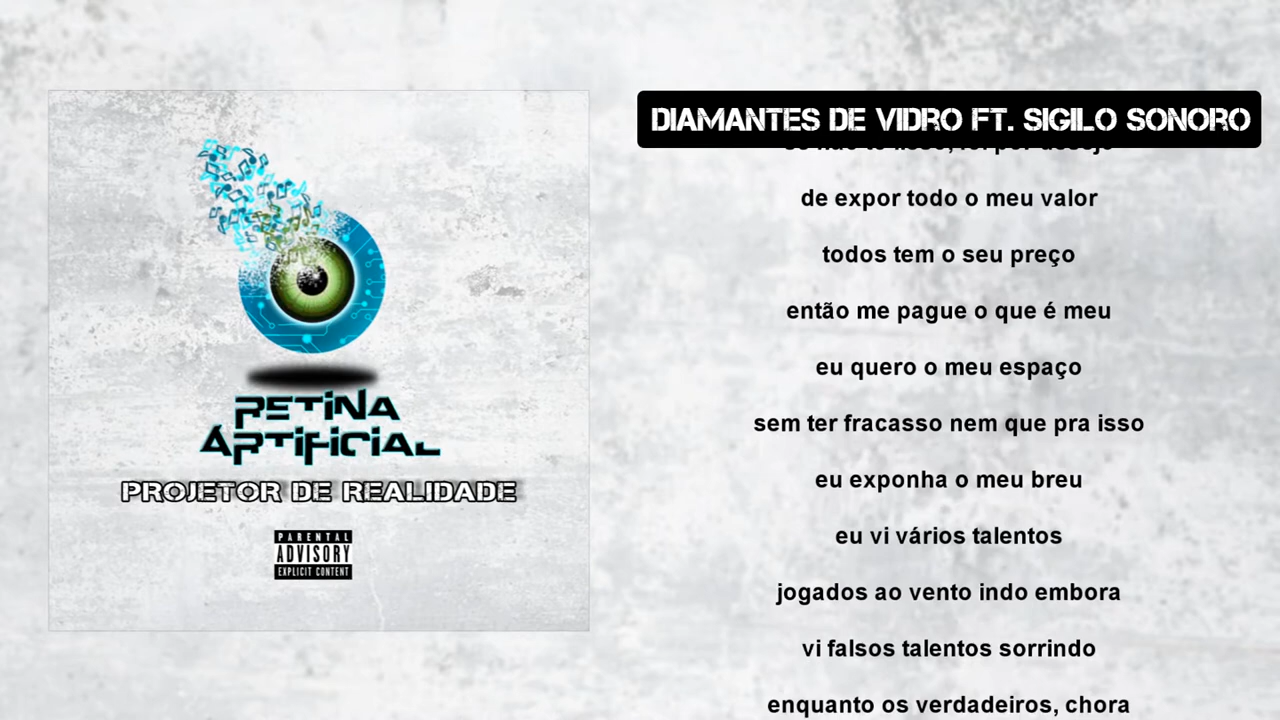 RETINA
ARTIFICIAL
PROJETOR DE REALIDADE
PARENTAL
ADVISORY
EXPLICIT CONTENT
DIAMANTES DE VIDRO FT. SIGILO SONORO
de expor todo o meu valor
todos tem o seu preço
então me pague o que é meu
eu quero o meu espaço
sem ter fracasso nem que pra isso
eu exponha o meu breu
eu vi vários talentos
jogados ao vento indo embora
vi falsos talentos sorrindo
enquanto os verdadeiros, chora